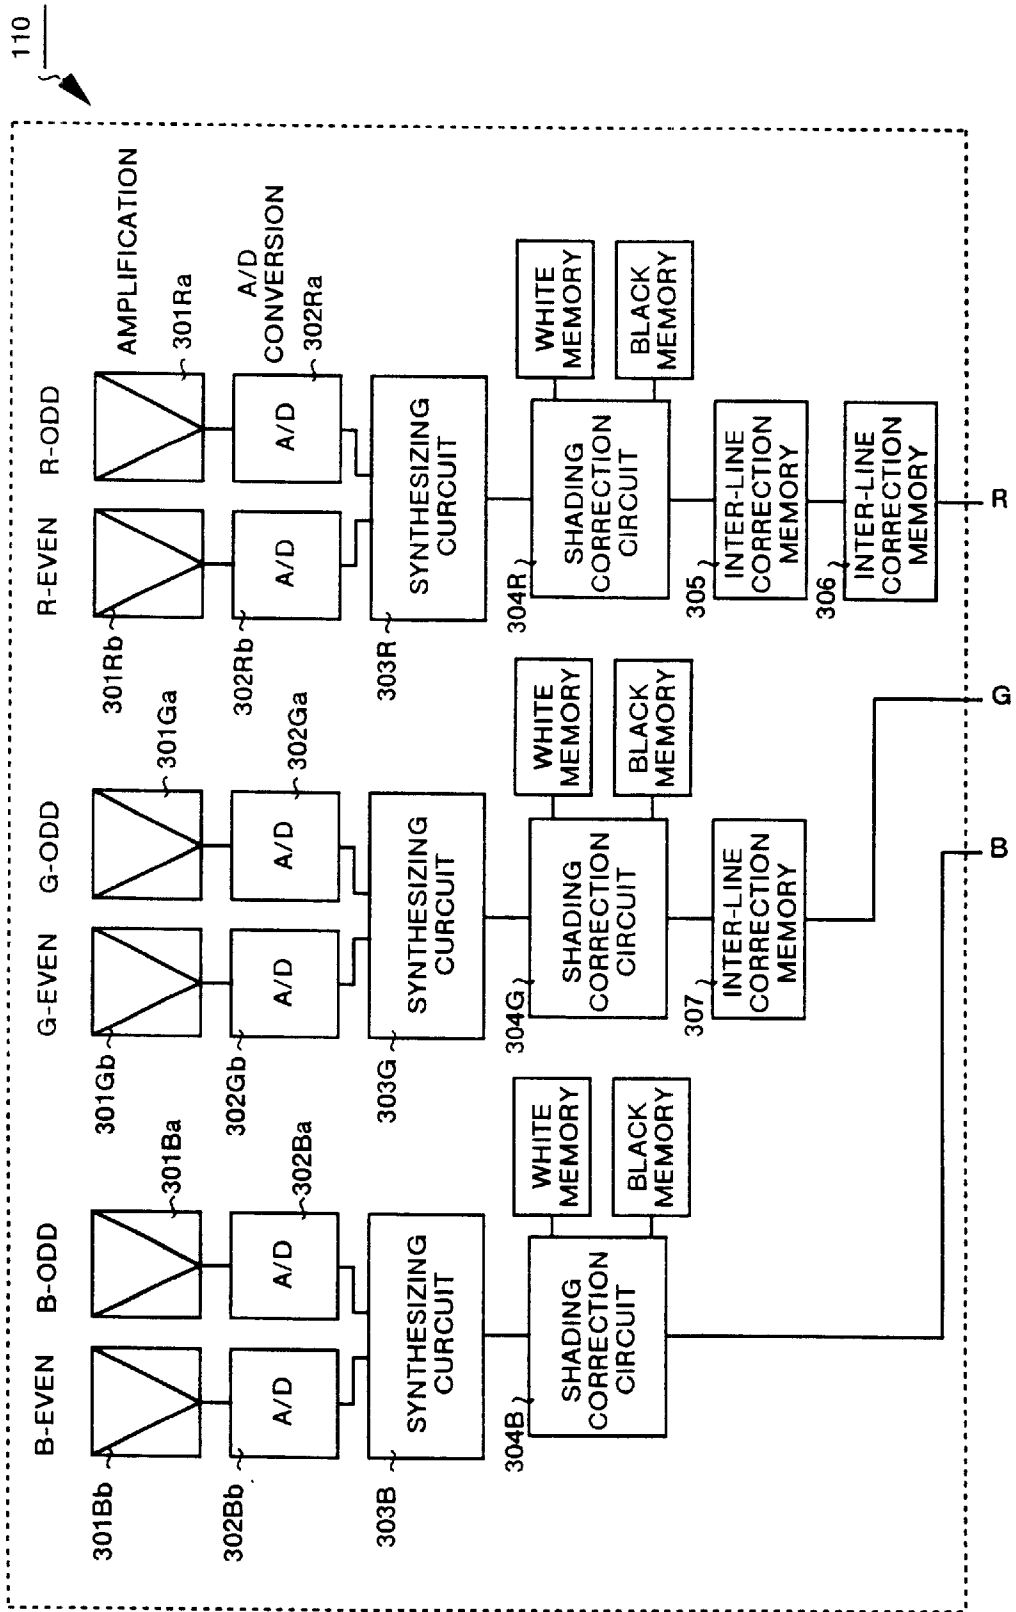 110
AMPLIFICATION
R-ODD
R-EVEN
301Ra
301Rb
A/D
CONVERSION
302Ra
A/D
A/D
302Rb
SYNTHESIZING
CURCUIT
303R
SHADING
CORRECTION
CIRCUIT
304R
WHITE
MEMORY
BLACK
MEMORY
INTER-LINE
CORRECTION
MEMORY
305
INTER-LINE
CORRECTION
MEMORY
306
R
G-ODD
G-EVEN
301Ga
301Gb
302Ga
A/D
A/D
302Gb
SYNTHESIZING
CURCUIT
303G
SHADING
CORRECTION
CIRCUIT
304G
WHITE
MEMORY
BLACK
MEMORY
INTER-LINE
CORRECTION
MEMORY
307
G
B-ODD
B-EVEN
301Ba
301Bb
302Ba
A/D
A/D
302Bb
SYNTHESIZING
CURCUIT
303B
SHADING
CORRECTION
CIRCUIT
304B
WHITE
MEMORY
BLACK
MEMORY
B